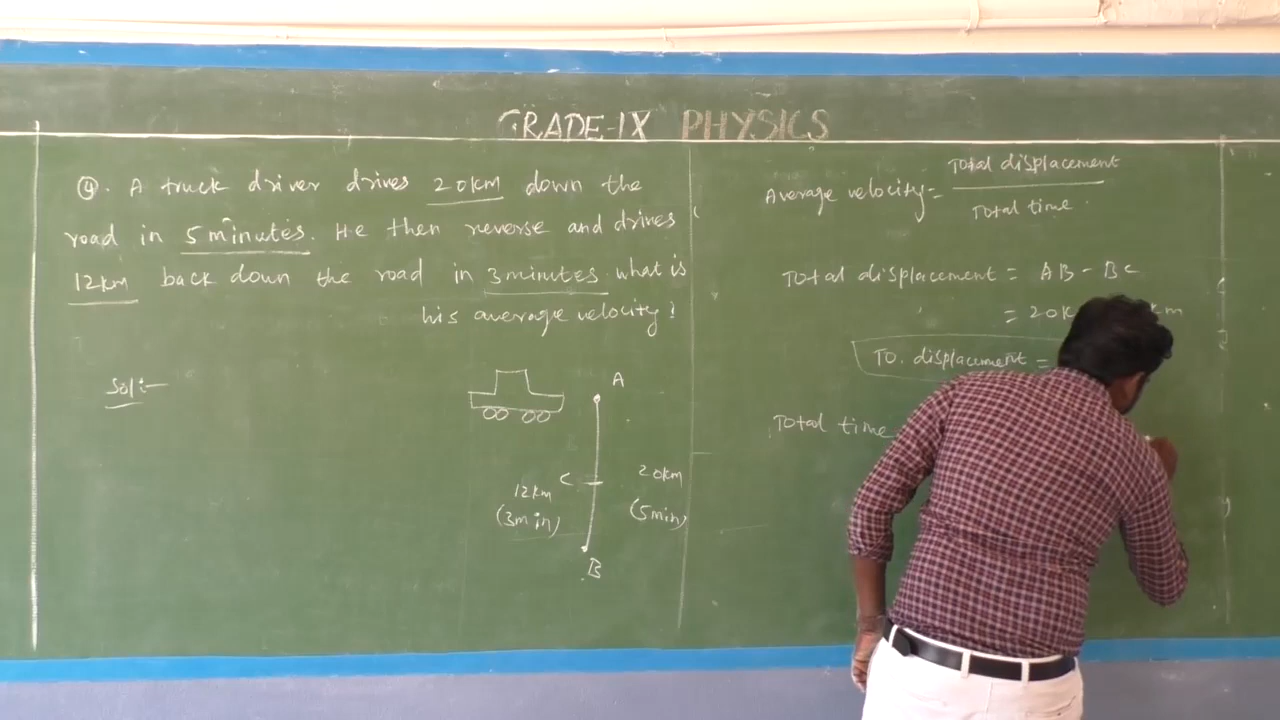 GRADE-IX PHYSICS
④. A truck driver drives 20km down the
road in 5 minutes. He then reverse and drives
12km back down the road in 3 minutes. what is
his average velocity?
Sol:-
A
C
20km
12km
(5min)
(3min)
B
Average velocity = Total displacement
Total time.
Total displacement = AB - BC
= 20K km
To. displacement =
Total time